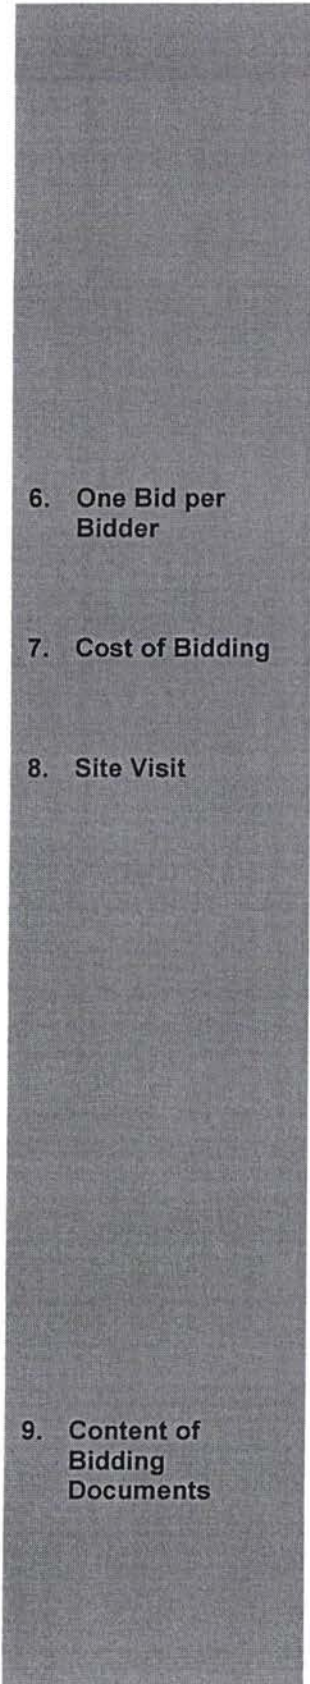 6. One Bid per
Bidder
7. Cost of Bidding
8. Site Visit
9. Content of
Bidding
Documents